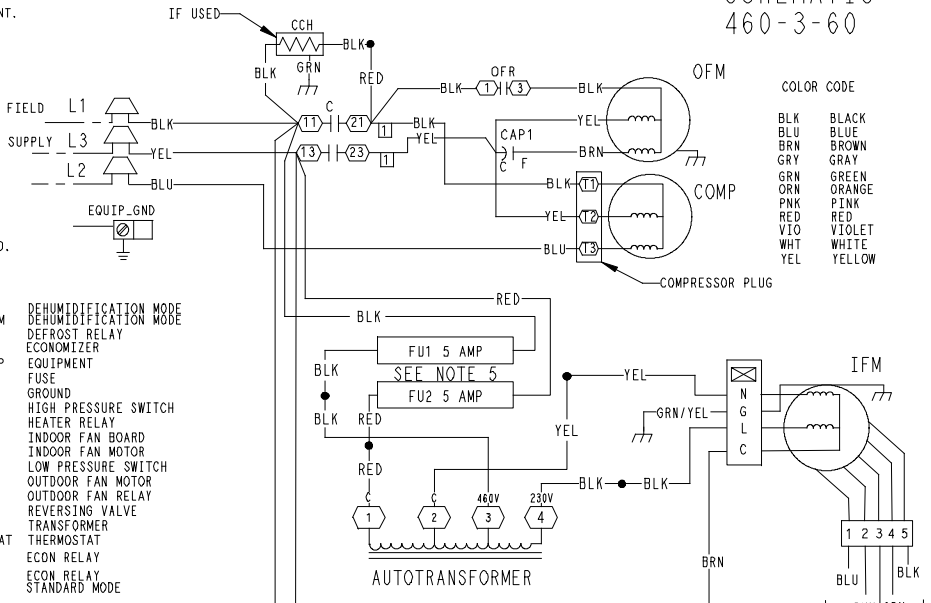 NT.
IF USED
CCH
SCHEMATIC
460-3-60
BLK
BLK
GRN
RED
OFR
BLK
1
3
BLK
OFM
COLOR CODE
FIELD
L1
BLK
C
11
21
1
BLK
YEL
YEL
CAP1
C
F
BRN
SUPPLY
L3
YEL
13
23
1
L2
BLU
BLK
T1
COMP
YEL
T2
BLU
T3
COMPRESSOR PLUG
EQUIP_GND
BLK BLACK
BLU BLUE
BRN BROWN
GRY GRAY
GRN GREEN
ORN ORANGE
PNK PINK
RED RED
VIO VIOLET
WHT WHITE
YEL YELLOW
D.
DEHUMIDIFICATION MODE
M DEHUMIDIFICATION MODE
DEFROST RELAY
ECONOMIZER
P EQUIPMENT
FUSE
GROUND
HIGH PRESSURE SWITCH
HEATER RELAY
INDOOR FAN BOARD
INDOOR FAN MOTOR
LOW PRESSURE SWITCH
OUTDOOR FAN MOTOR
OUTDOOR FAN RELAY
REVERSING VALVE
TRANSFORMER
AT THERMOSTAT
ECON RELAY
ECON RELAY
STANDARD MODE
RED
BLK
FU1 5 AMP
SEE NOTE 5
FU2 5 AMP
BLK
BLK
RED
RED
YEL
YEL
GRN/YEL
N
G
L
C
IFM
BLK
BLK
C
1
C
2
460V
3
230V
4
AUTOTRANSFORMER
BRN
1 2 3 4 5
BLU
BLK